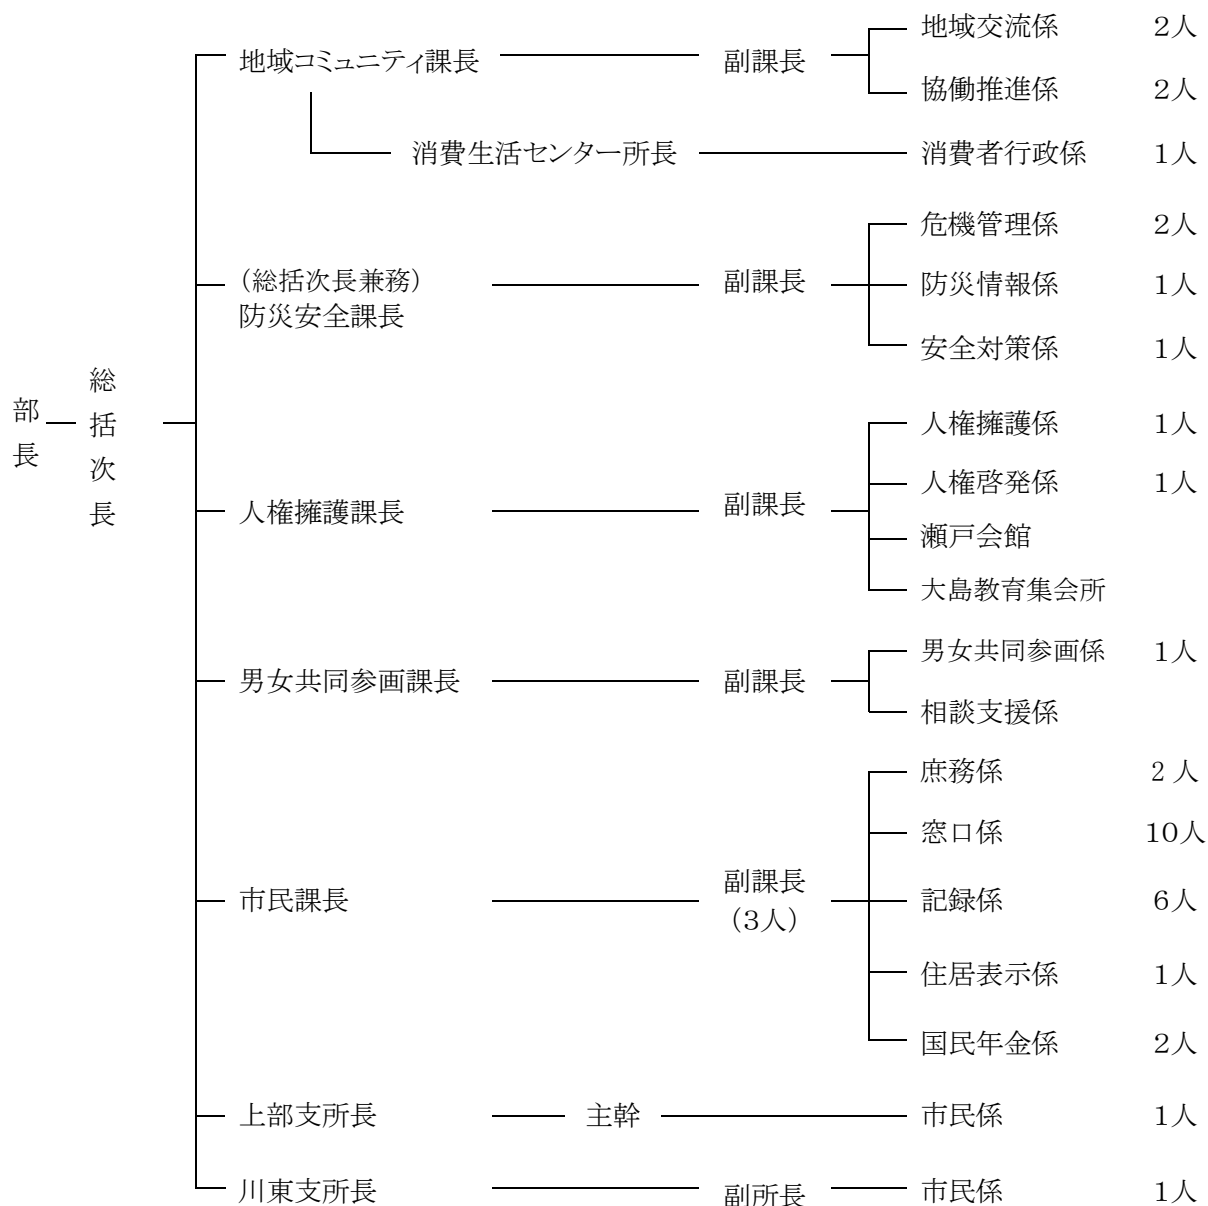 部長
総括次長
地域コミュニティ課長 副課長 地域交流係 2人
協働推進係 2人
消費生活センター所長 消費者行政係 1人
(総括次長兼務)
防災安全課長 副課長 危機管理係 2人
防災情報係 1人
安全対策係 1人
人権擁護課長 副課長 人権擁護係 1人
人権啓発係 1人
瀬戸会館
大島教育集会所
男女共同参画課長 副課長 男女共同参画係 1人
相談支援係
市民課長 副課長
(3人)
庶務係 2人
窓口係 10人
記録係 6人
住居表示係 1人
国民年金係 2人
上部支所長 主幹 市民係 1人
川東支所長 副所長 市民係 1人